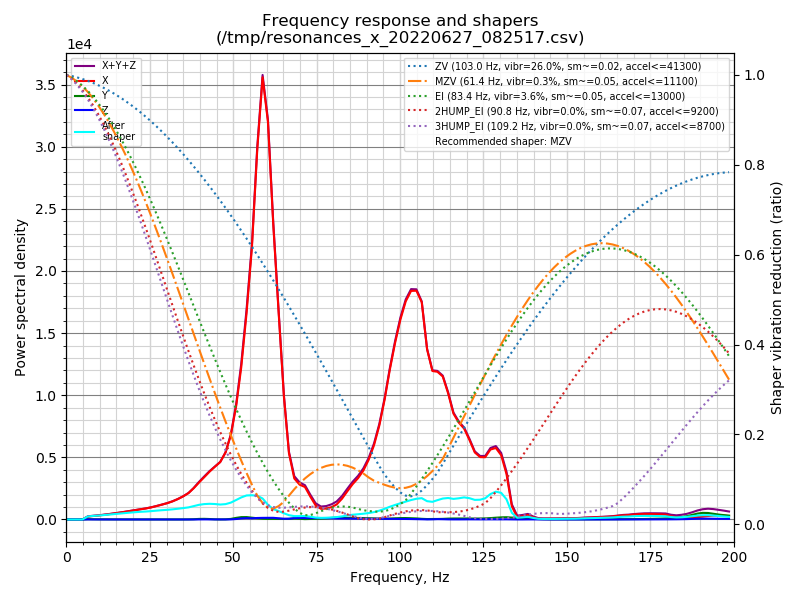 Frequency response and shapers
(/tmp/resonances_x_20220627_082517.csv)
1e4
X+Y+Z
X
Y
Z
After
shaper
ZV (103.0 Hz, vibr=26.0%, sm~=0.02, accel<=41300)
MZV (61.4 Hz, vibr=0.3%, sm~=0.05, accel<=11100)
EI (83.4 Hz, vibr=3.6%, sm~=0.05, accel<=13000)
2HUMP_EI (90.8 Hz, vibr=0.0%, sm~=0.07, accel<=9200)
3HUMP_EI (109.2 Hz, vibr=0.0%, sm~=0.07, accel<=8700)
Recommended shaper: MZV
Power spectral density
3.5
3.0
2.5
2.0
1.5
1.0
0.5
0.0
1.0
0.8
0.6
0.4
0.2
0.0
Shaper vibration reduction (ratio)
0 25 50 75 100 125 150 175 200
Frequency, Hz